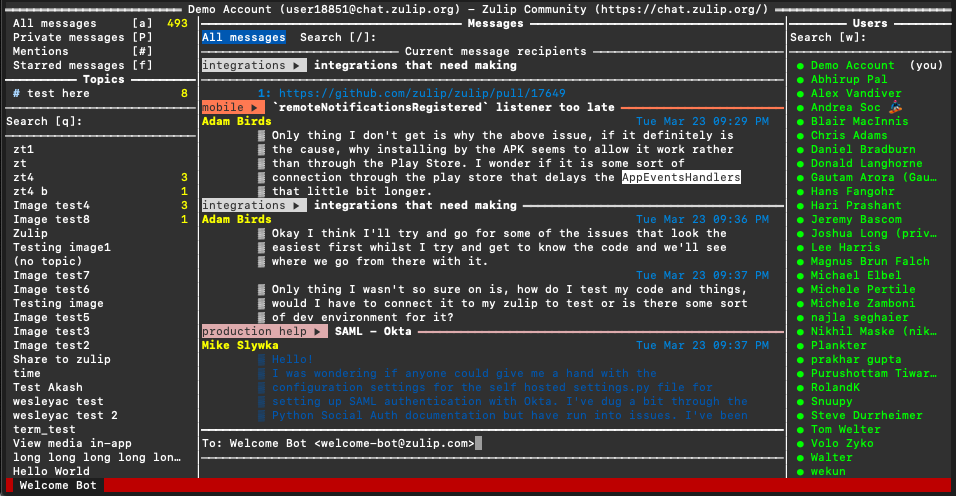 Demo Account (user18851@chat.zulip.org) - Zulip Community (https://chat.zulip.org/)
All messages [a] 493
Private messages [P]
Mentions [#]
Starred messages [f]
Topics
# test here 8
Search [q]:
zt1
zt
zt4 3
zt4 b 1
Image test4 3
Image test8 1
Zulip
Testing image1
(no topic)
Image test7
Image test6
Testing image
Image test5
Image test3
Image test2
Share to zulip
time
Test Akash
wesleyac test
wesleyac test 2
term_test
View media in-app
long long long long lon…
Hello World
Messages
All messages Search [/]:
Current message recipients
integrations ▶ integrations that need making
1: https://github.com/zulip/zulip/pull/17649
mobile ▶ `remoteNotificationsRegistered` listener too late
Adam Birds Tue Mar 23 09:29 PM
Only thing I don't get is why the above issue, if it definitely is
the cause, why installing by the APK seems to allow it work rather
than through the Play Store. I wonder if it is some sort of
connection through the play store that delays the AppEventsHandlers
that little bit longer.
integrations ▶ integrations that need making
Adam Birds Tue Mar 23 09:36 PM
Okay I think I'll try and go for some of the issues that look the
easiest first whilst I try and get to know the code and we'll see
where we go from there with it.
Tue Mar 23 09:37 PM
Only thing I wasn't so sure on is, how do I test my code and things,
would I have to connect it to my zulip to test or is there some sort
of dev environment for it?
production help ▶ SAML - Okta
Mike Slywka Tue Mar 23 09:37 PM
Hello!
I was wondering if anyone could give me a hand with the
configuration settings for the self hosted settings.py file for
setting up SAML authentication with Okta. I've dug a bit through the
Python Social Auth documentation but have run into issues. I've been
To: Welcome Bot <welcome-bot@zulip.com>
Users
Search [w]:
Demo Account (you)
Abhirup Pal
Alex Vandiver
Andrea Soc
Blair MacInnis
Chris Adams
Daniel Bradburn
Donald Langhorne
Gautam Arora (Gau…
Hans Fangohr
Hari Prashant
Jeremy Bascom
Joshua Long (priv…
Lee Harris
Magnus Brun Falch
Michael Elbel
Michele Pertile
Michele Zamboni
najla seghaier
Nikhil Maske (nik…
Plankter
prakhar gupta
Purushottam Tiwar…
RolandK
Snuupy
Steve Durrheimer
Tom Welter
Volo Zyko
Walter
wekun
Welcome Bot